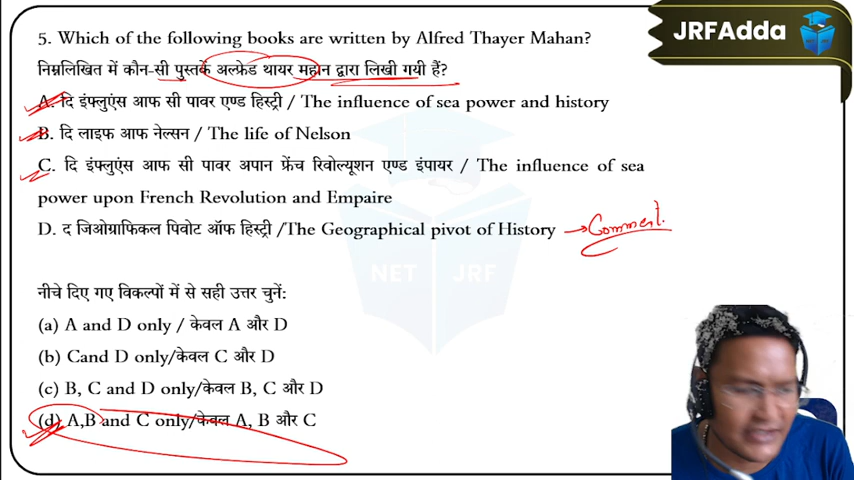 JRFAdda
5. Which of the following books are written by Alfred Thayer Mahan?
निम्नलिखित में कौन-सी पुस्तकें अल्फ्रेड थायर महान द्वारा लिखी गयी हैं?
A. दि इंफ्लुएंस आफ सी पावर एण्ड हिस्ट्री / The influence of sea power and history
B. दि लाइफ आफ नेल्सन / The life of Nelson
C. दि इंफ्लुएंस आफ सी पावर अपान फ्रेंच रिवोल्यूशन एण्ड इंपायर / The influence of sea
power upon French Revolution and Empaire
D. द जिओग्राफिकल पिवोट ऑफ हिस्ट्री /The Geographical pivot of History → Comment.
NET JRF
नीचे दिए गए विकल्पों में से सही उत्तर चुनें:
(a) A and D only / केवल A और D
(b) Cand D only/केवल C और D
(c) B, C and D only/केवल B, C और D
(d) A,B and C only/केवल A, B और C